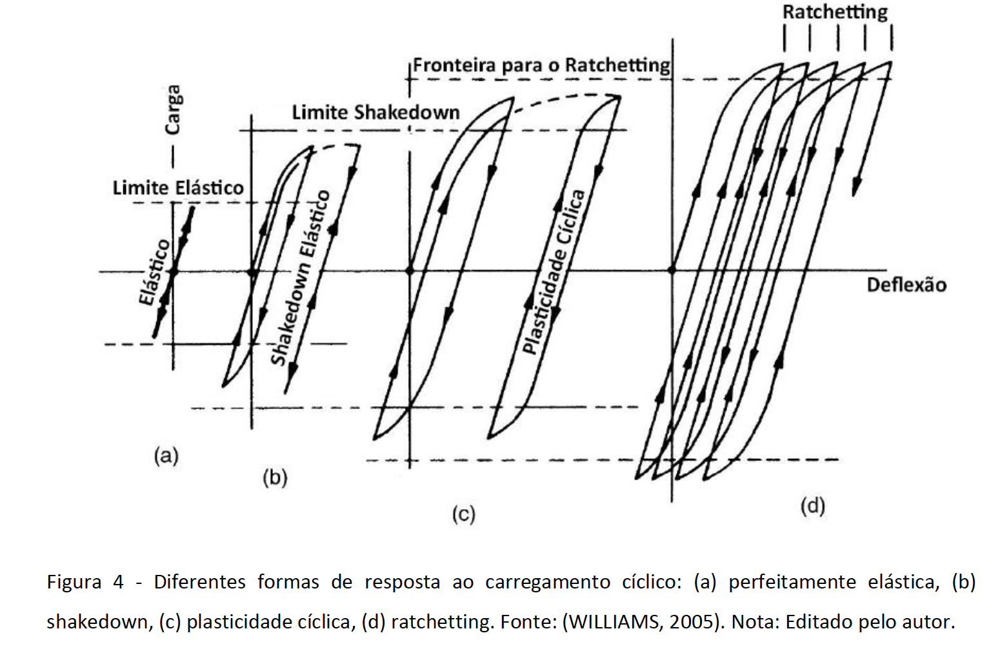 Ratchetting
Fronteira para o Ratchetting
Carga
Limite Shakedown
Limite Elástico
Elástico
Shakedown Elástico
Plasticidade Cíclica
Deflexão
(a)
(b)
(c)
(d)
Figura 4 - Diferentes formas de resposta ao carregamento cíclico: (a) perfeitamente elástica, (b)
shakedown, (c) plasticidade cíclica, (d) ratchetting. Fonte: (WILLIAMS, 2005). Nota: Editado pelo autor.